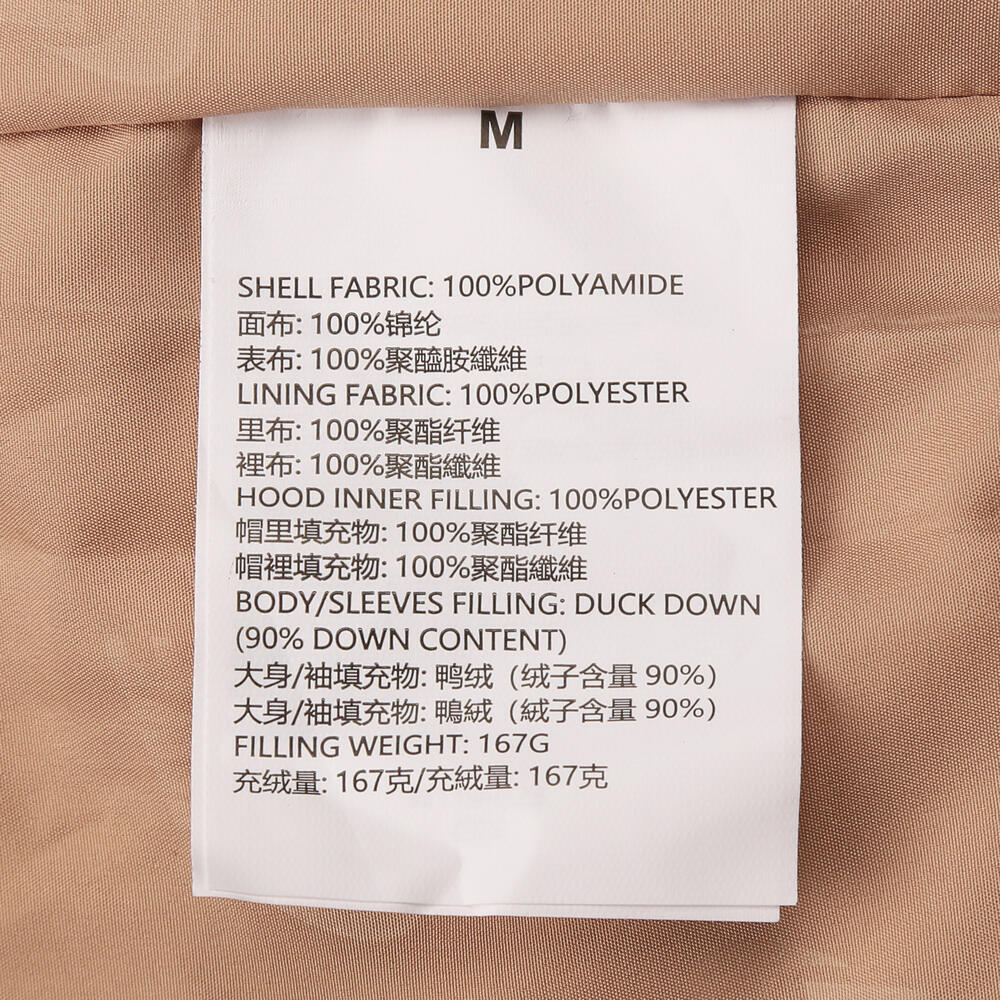 M
SHELL FABRIC: 100%POLYAMIDE
面布: 100%锦纶
表布: 100%聚醯胺纖維
LINING FABRIC: 100%POLYESTER
里布: 100%聚酯纤维
裡布: 100%聚酯纖維
HOOD INNER FILLING: 100%POLYESTER
帽里填充物: 100%聚酯纤维
帽裡填充物: 100%聚酯纖維
BODY/SLEEVES FILLING: DUCK DOWN
(90% DOWN CONTENT)
大身/袖填充物: 鸭绒（绒子含量 90%）
大身/袖填充物: 鴨絨（絨子含量 90%）
FILLING WEIGHT: 167G
充绒量: 167克/充絨量: 167克